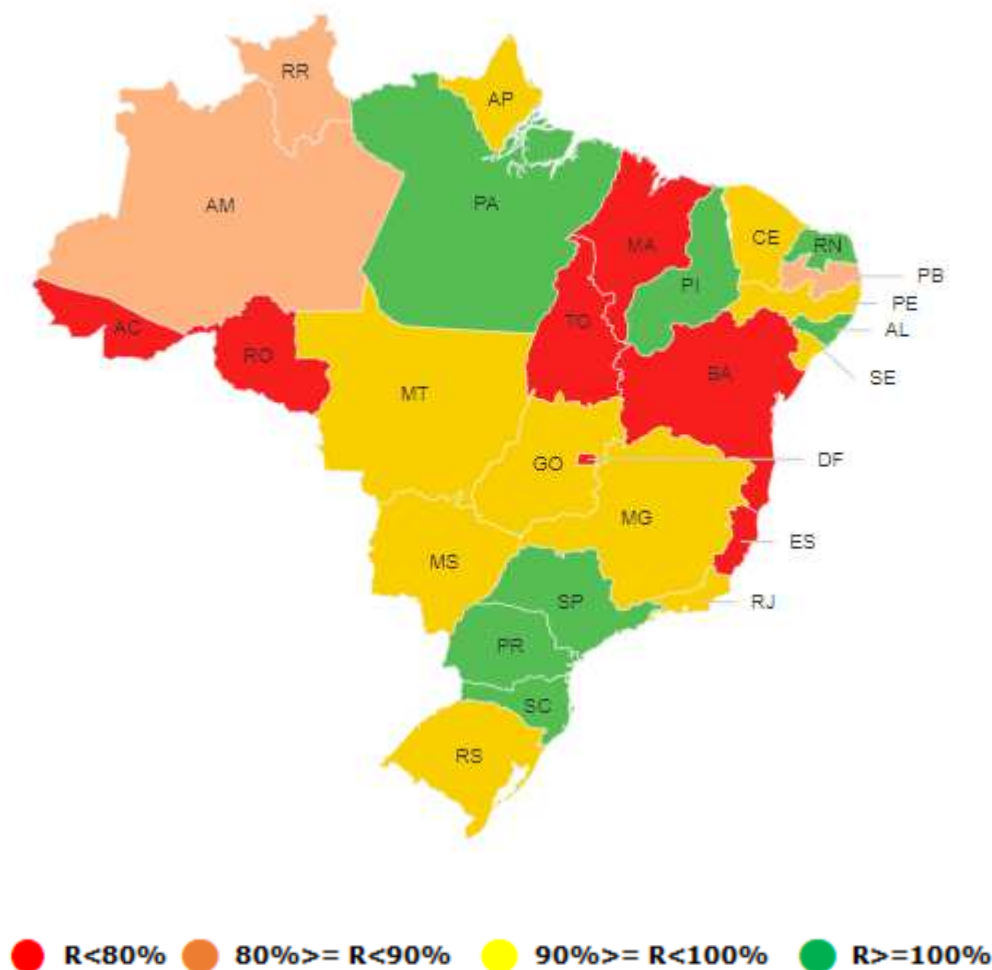 RR
AP
AM
PA
MA
CE
RN
PI
PB
PE
AC
TO
AL
RO
BA
SE
MT
GO
DF
MG
ES
MS
SP
RJ
PR
SC
RS
R<80% 80%>= R<90% 90%>= R<100% R>=100%